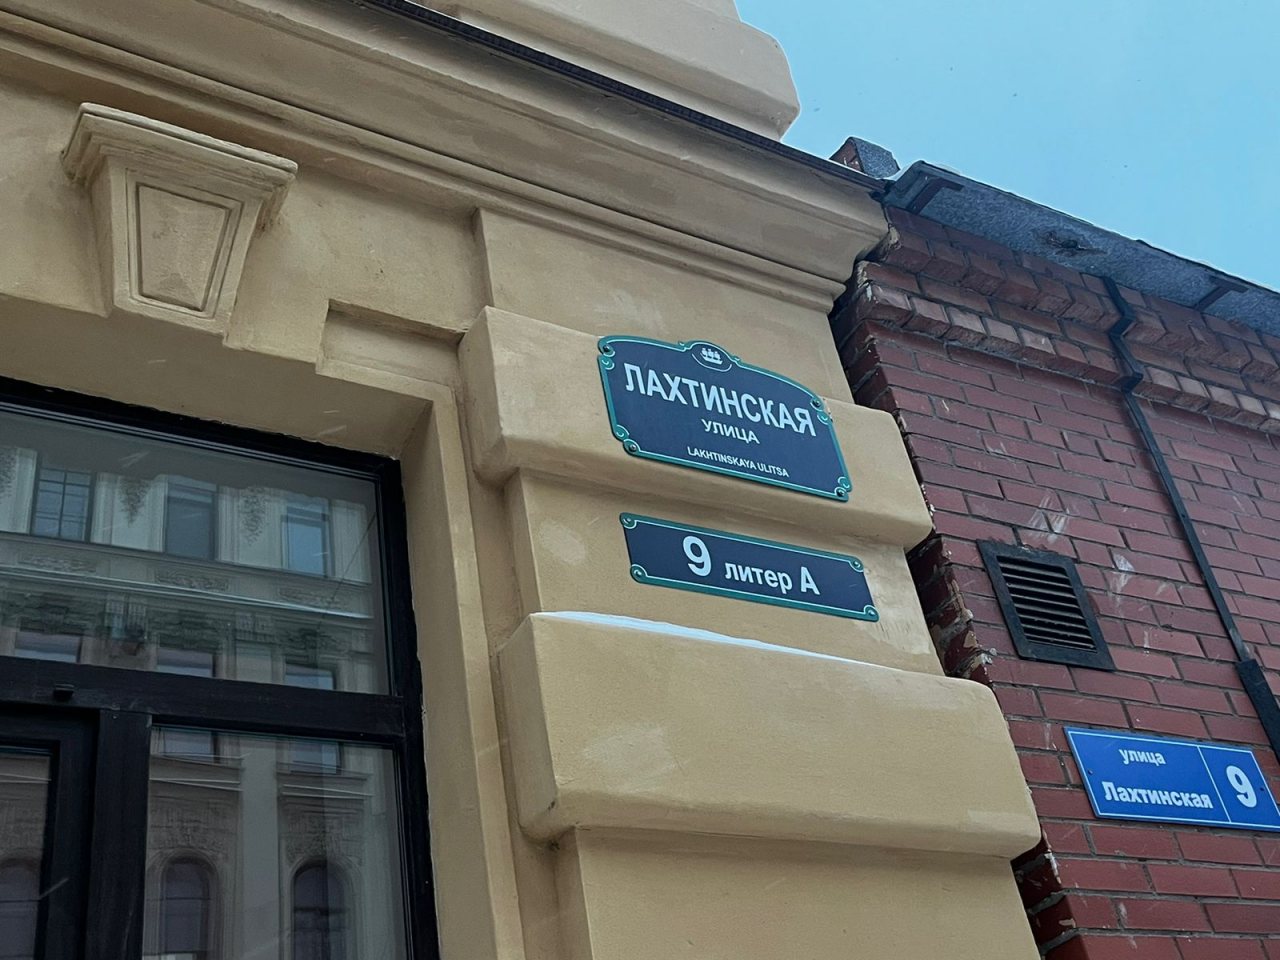 ЛАХТИНСКАЯ
УЛИЦА
LAKHTINSKAYA ULITSA
9 литер А
улица
Лахтинская
9